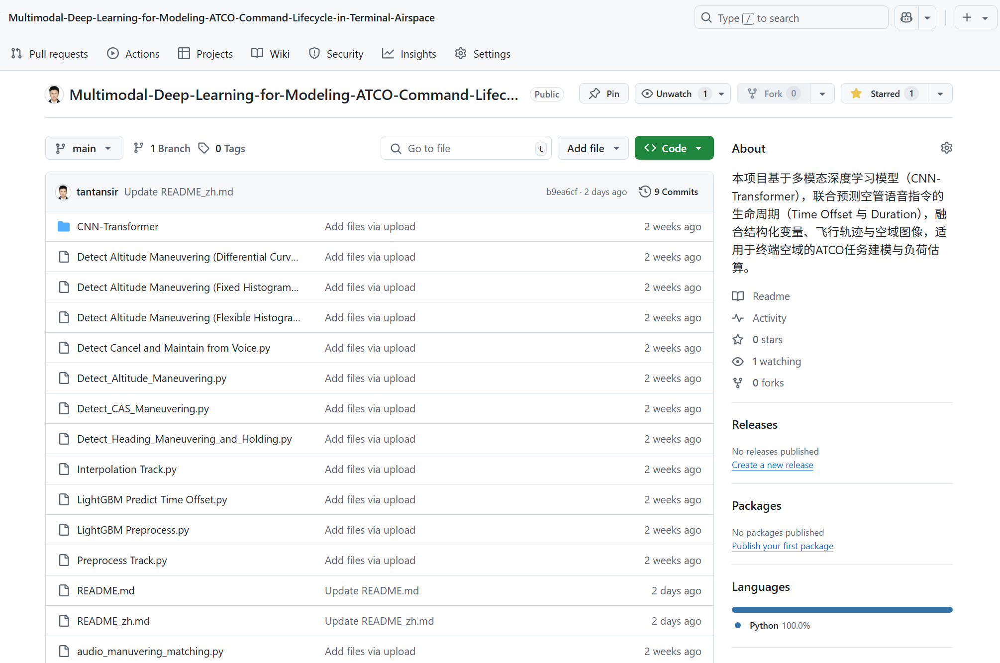 Multimodal-Deep-Learning-for-Modeling-ATCO-Command-Lifecycle-in-Terminal-Airspace
Type / to search
Pull requests Actions Projects Wiki Security Insights Settings
Multimodal-Deep-Learning-for-Modeling-ATCO-Command-Lifec... Public Pin Unwatch 1 Fork 0 Starred 1
main 1 Branch 0 Tags Go to file t Add file Code
tantansir Update README_zh.md b9ea6cf · 2 days ago 9 Commits
CNN-Transformer Add files via upload 2 weeks ago
Detect Altitude Maneuvering (Differential Curv... Add files via upload 2 weeks ago
Detect Altitude Maneuvering (Fixed Histogram... Add files via upload 2 weeks ago
Detect Altitude Maneuvering (Flexible Histogra... Add files via upload 2 weeks ago
Detect Cancel and Maintain from Voice.py Add files via upload 2 weeks ago
Detect_Altitude_Maneuvering.py Add files via upload 2 weeks ago
Detect_CAS_Maneuvering.py Add files via upload 2 weeks ago
Detect_Heading_Maneuvering_and_Holding.py Add files via upload 2 weeks ago
Interpolation Track.py Add files via upload 2 weeks ago
LightGBM Predict Time Offset.py Add files via upload 2 weeks ago
LightGBM Preprocess.py Add files via upload 2 weeks ago
Preprocess Track.py Add files via upload 2 weeks ago
README.md Update README.md 2 days ago
README_zh.md Update README_zh.md 2 days ago
audio_manuvering_matching.py Add files via upload 2 weeks ago
About
本项目基于多模态深度学习模型（CNN-
Transformer），联合预测空管语音指令的
生命周期（Time Offset 与 Duration），融
合结构化变量、飞行轨迹与空域图像，适
用于终端空域的ATCO任务建模与负荷估
算。
Readme
Activity
0 stars
1 watching
0 forks
Releases
No releases published
Create a new release
Packages
No packages published
Publish your first package
Languages
Python 100.0%